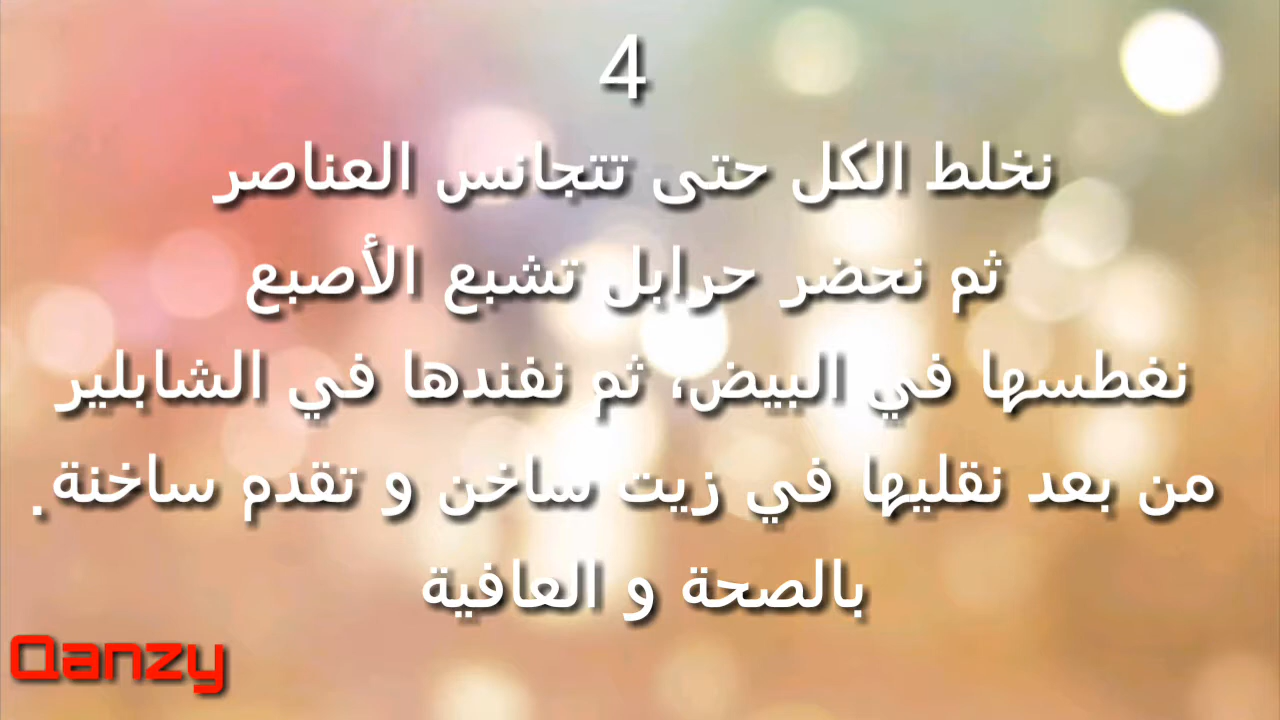 4
نخلط الكل حتى تتجانس العناصر
ثم نحضر حرابل تشبع الأصبع
نغطسها في البيض، ثم نفندها في الشابلير
من بعد نقليها في زيت ساخن و تقدم ساخنة.
بالصحة و العافية
Qanzy